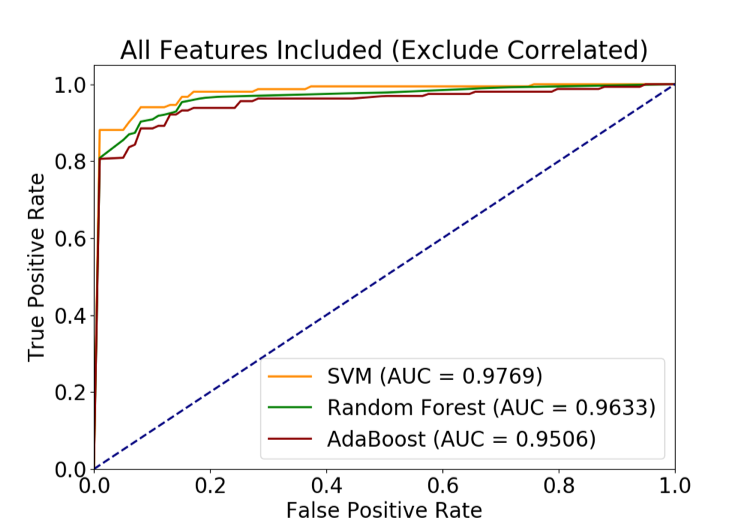 All Features Included (Exclude Correlated)
True Positive Rate
1.0
0.8
0.6
0.4
0.2
0.0
SVM (AUC = 0.9769)
Random Forest (AUC = 0.9633)
AdaBoost (AUC = 0.9506)
0.0 0.2 0.4 0.6 0.8 1.0
False Positive Rate